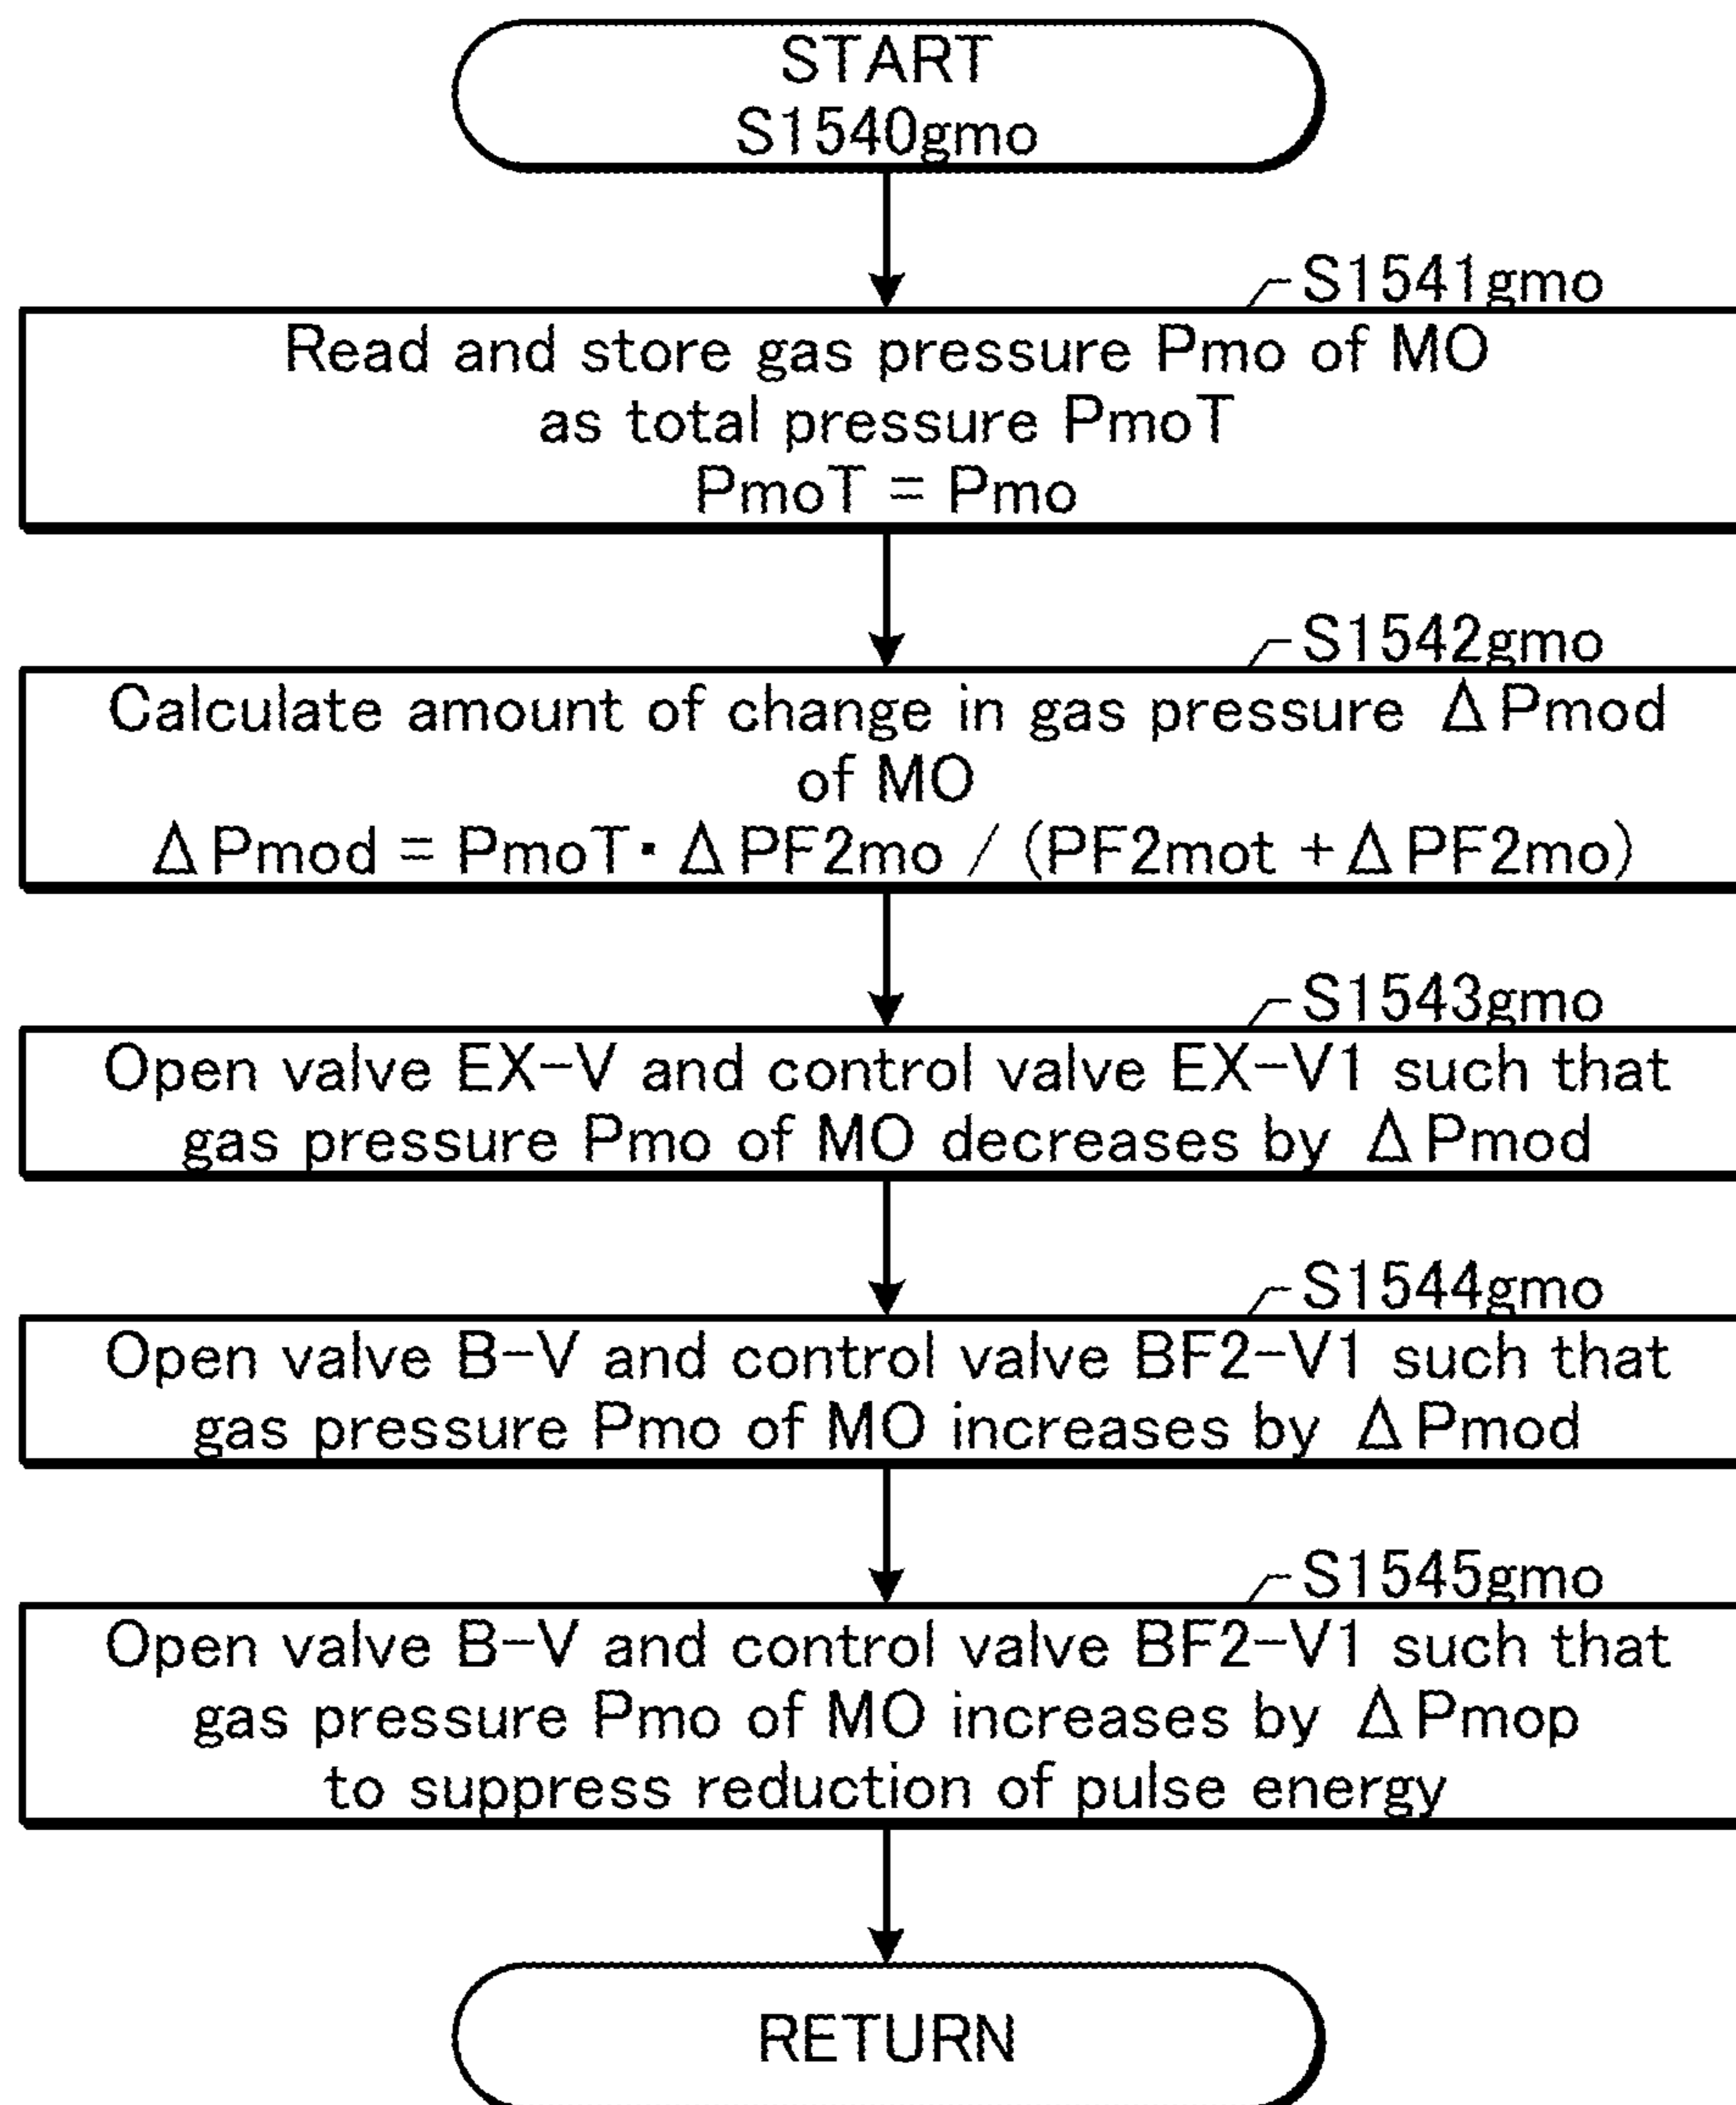 START
S1540gmo
S1541gmo
Read and store gas pressure Pmo of MO
as total pressure PmoT
PmoT = Pmo
S1542gmo
Calculate amount of change in gas pressure ΔPmod
of MO
ΔPmod = PmoT・ΔPF2mo / (PF2mot +ΔPF2mo)
S1543gmo
Open valve EX-V and control valve EX-V1 such that
gas pressure Pmo of MO decreases by ΔPmod
S1544gmo
Open valve B-V and control valve BF2-V1 such that
gas pressure Pmo of MO increases by ΔPmod
S1545gmo
Open valve B-V and control valve BF2-V1 such that
gas pressure Pmo of MO increases by ΔPmop
to suppress reduction of pulse energy
RETURN